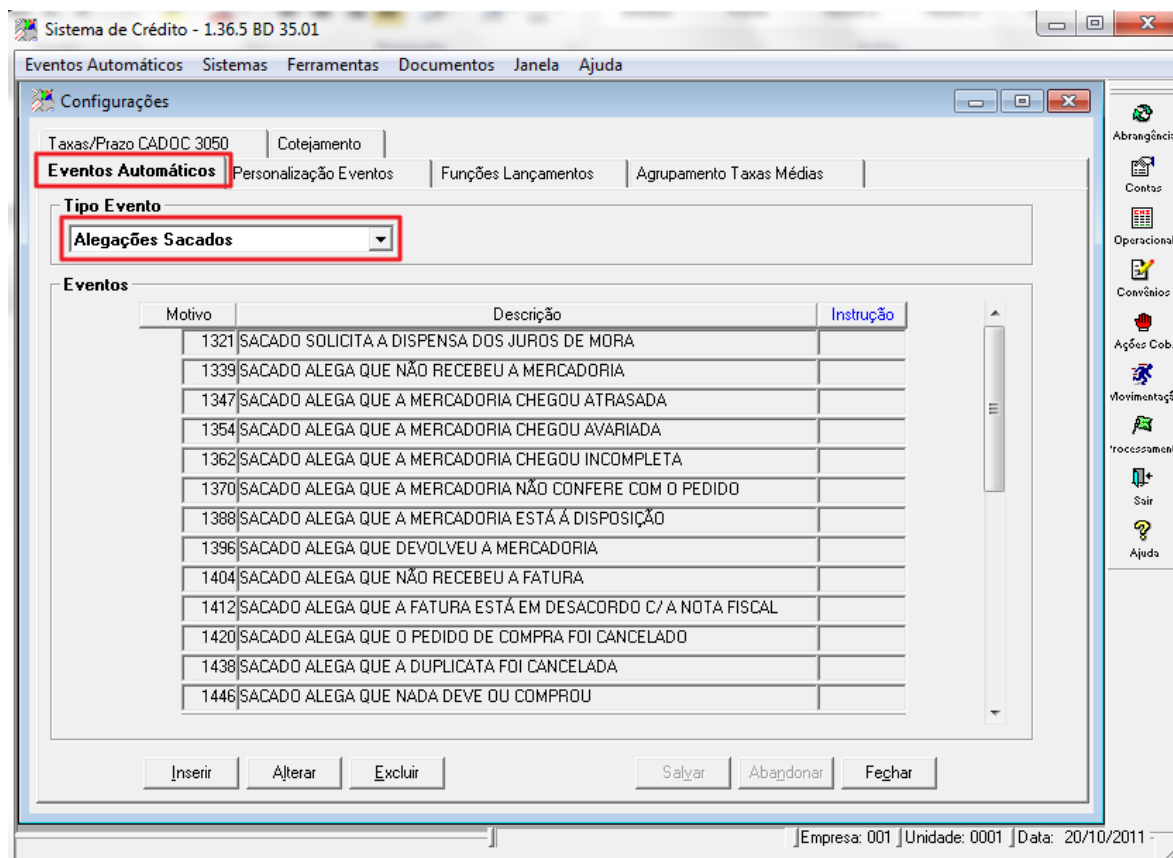 Sistema de Crédito - 1.36.5 BD 35.01
Eventos Automáticos Sistemas Ferramentas Documentos Janela Ajuda
Configurações
Taxas/Prazo CADOC 3050 Cotejamento
Eventos Automáticos Personalização Eventos Funções Lançamentos Agrupamento Taxas Médias
Tipo Evento
Alegações Sacados
Eventos
Motivo Descrição Instrução
1321 SACADO SOLICITA A DISPENSA DOS JUROS DE MORA
1339 SACADO ALEGA QUE NÃO RECEBEU A MERCADORIA
1347 SACADO ALEGA QUE A MERCADORIA CHEGOU ATRASADA
1354 SACADO ALEGA QUE A MERCADORIA CHEGOU AVARIADA
1362 SACADO ALEGA QUE A MERCADORIA CHEGOU INCOMPLETA
1370 SACADO ALEGA QUE A MERCADORIA NÃO CONFERE COM O PEDIDO
1388 SACADO ALEGA QUE A MERCADORIA ESTÁ Á DISPOSIÇÃO
1396 SACADO ALEGA QUE DEVOLVEU A MERCADORIA
1404 SACADO ALEGA QUE NÃO RECEBEU A FATURA
1412 SACADO ALEGA QUE A FATURA ESTÁ EM DESACORDO C/ A NOTA FISCAL
1420 SACADO ALEGA QUE O PEDIDO DE COMPRA FOI CANCELADO
1438 SACADO ALEGA QUE A DUPLICATA FOI CANCELADA
1446 SACADO ALEGA QUE NADA DEVE OU COMPROU
Inserir Alterar Excluir Salvar Abandonar Fechar
Abrangênci
Contas
CHZ
Operacional
Convênios
Ações Cob.
Movimentaçã
rocessament
Sair
Ajuda
Empresa: 001 Unidade: 0001 Data: 20/10/2011